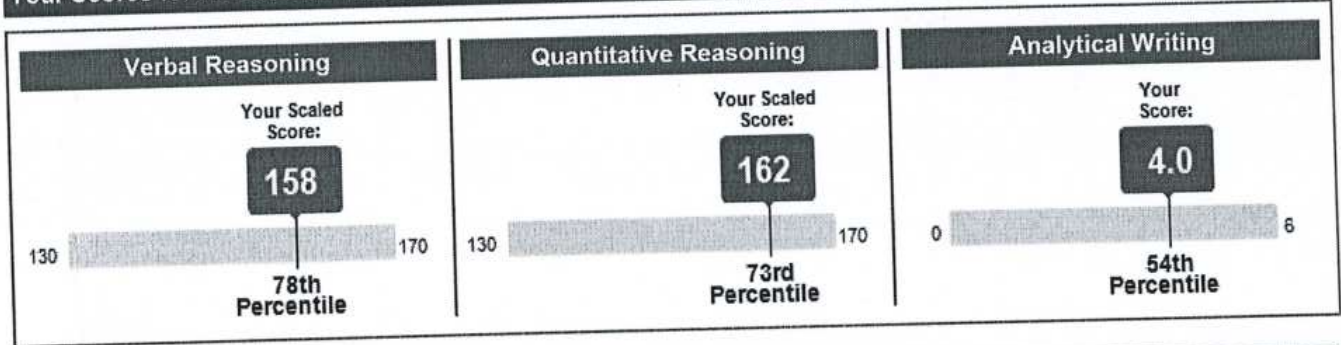 Verbal Reasoning
Your Scaled
Score:
158
130
170
78th
Percentile
Quantitative Reasoning
Your Scaled
Score:
162
130
170
73rd
Percentile
Analytical Writing
Your
Score:
4.0
0
6
54th
Percentile